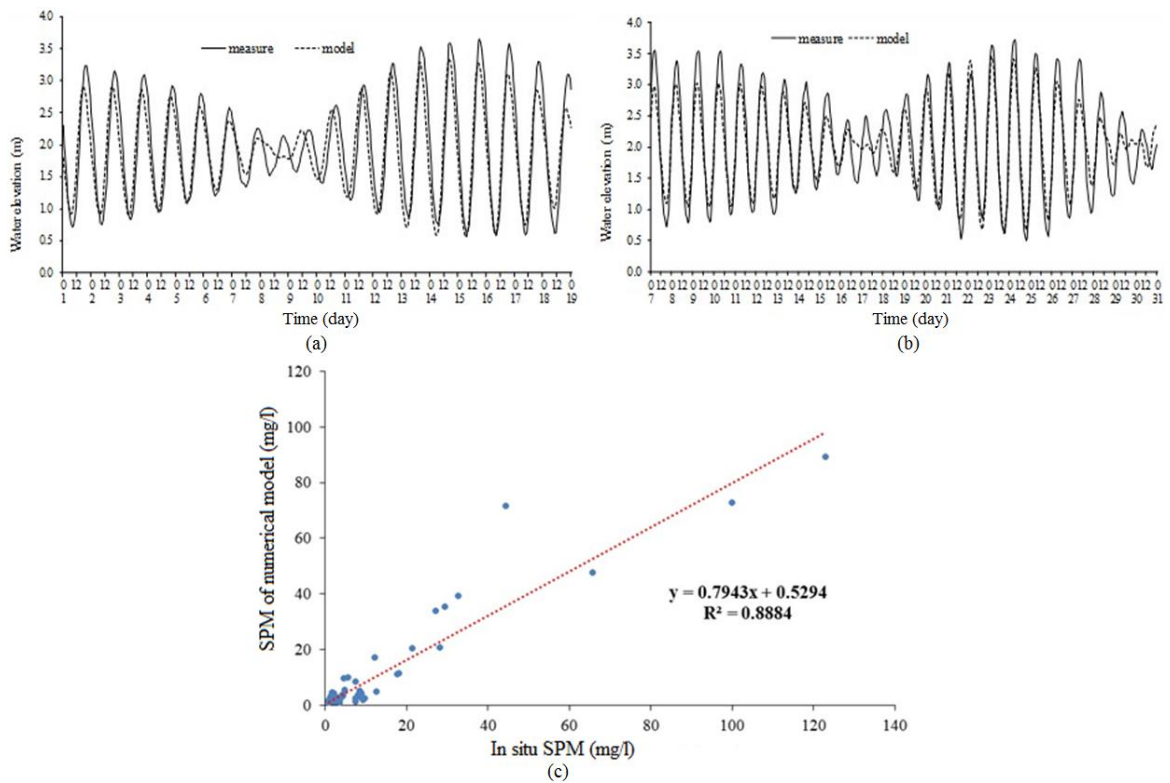 4.0
3.5
3.0
2.5
2.0
1.5
1.0
0.5
0.0
Water elevation (m)
measure model
0 12 0 12 0 12 0 12 0 12 0 12 0 12 0 12 0 12 0 12 0 12 0 12 0 12 0 12 0 12 0 12 0 12 0 12 0
1 2 3 4 5 6 7 8 9 10 11 12 13 14 15 16 17 18 19
Time (day)
(a)
4.0
3.5
3.0
2.5
2.0
1.5
1.0
0.5
0.0
Water elevation (m)
measure model
0 12 0 12 0 12 0 12 0 12 0 12 0 12 0 12 0 12 0 12 0 12 0 12 0 12 0 12 0 12 0 12 0 12 0 12 0 12 0 12 0 12 0 12 0 12 0 12 0
7 8 9 10 11 12 13 14 15 16 17 18 19 20 21 22 23 24 25 26 27 28 29 30 31
Time (day)
(b)
120
100
80
60
40
20
0
SPM of numerical model (mg/l)
y = 0.7943x + 0.5294
R² = 0.8884
0 20 40 60 80 100 120 140
In situ SPM (mg/l)
(c)